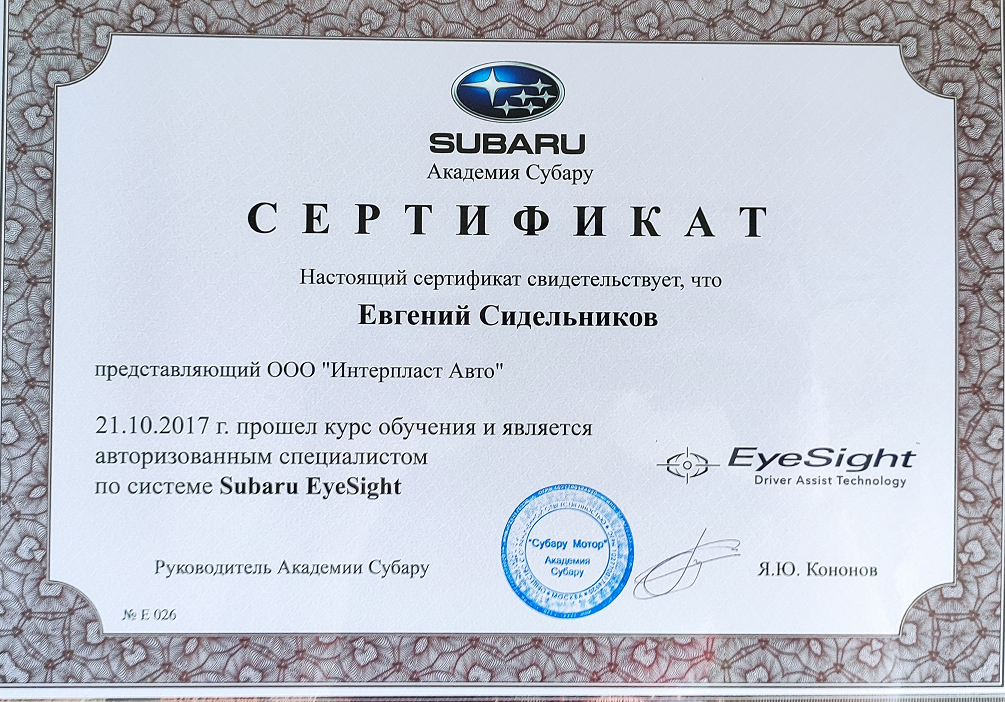 SUBARU
Академия Субару
СЕРТИФИКАТ
Настоящий сертификат свидетельствует, что
Евгений Сидельников
представляющий ООО "Интерпласт Авто"
21.10.2017 г. прошел курс обучения и является
авторизованным специалистом
по системе Subaru EyeSight
EyeSight
Driver Assist Technology
"Субару Мотор"
Академия
Субару
МОСКВА
Руководитель Академии Субару
Я.Ю. Кононов
№ Е 026